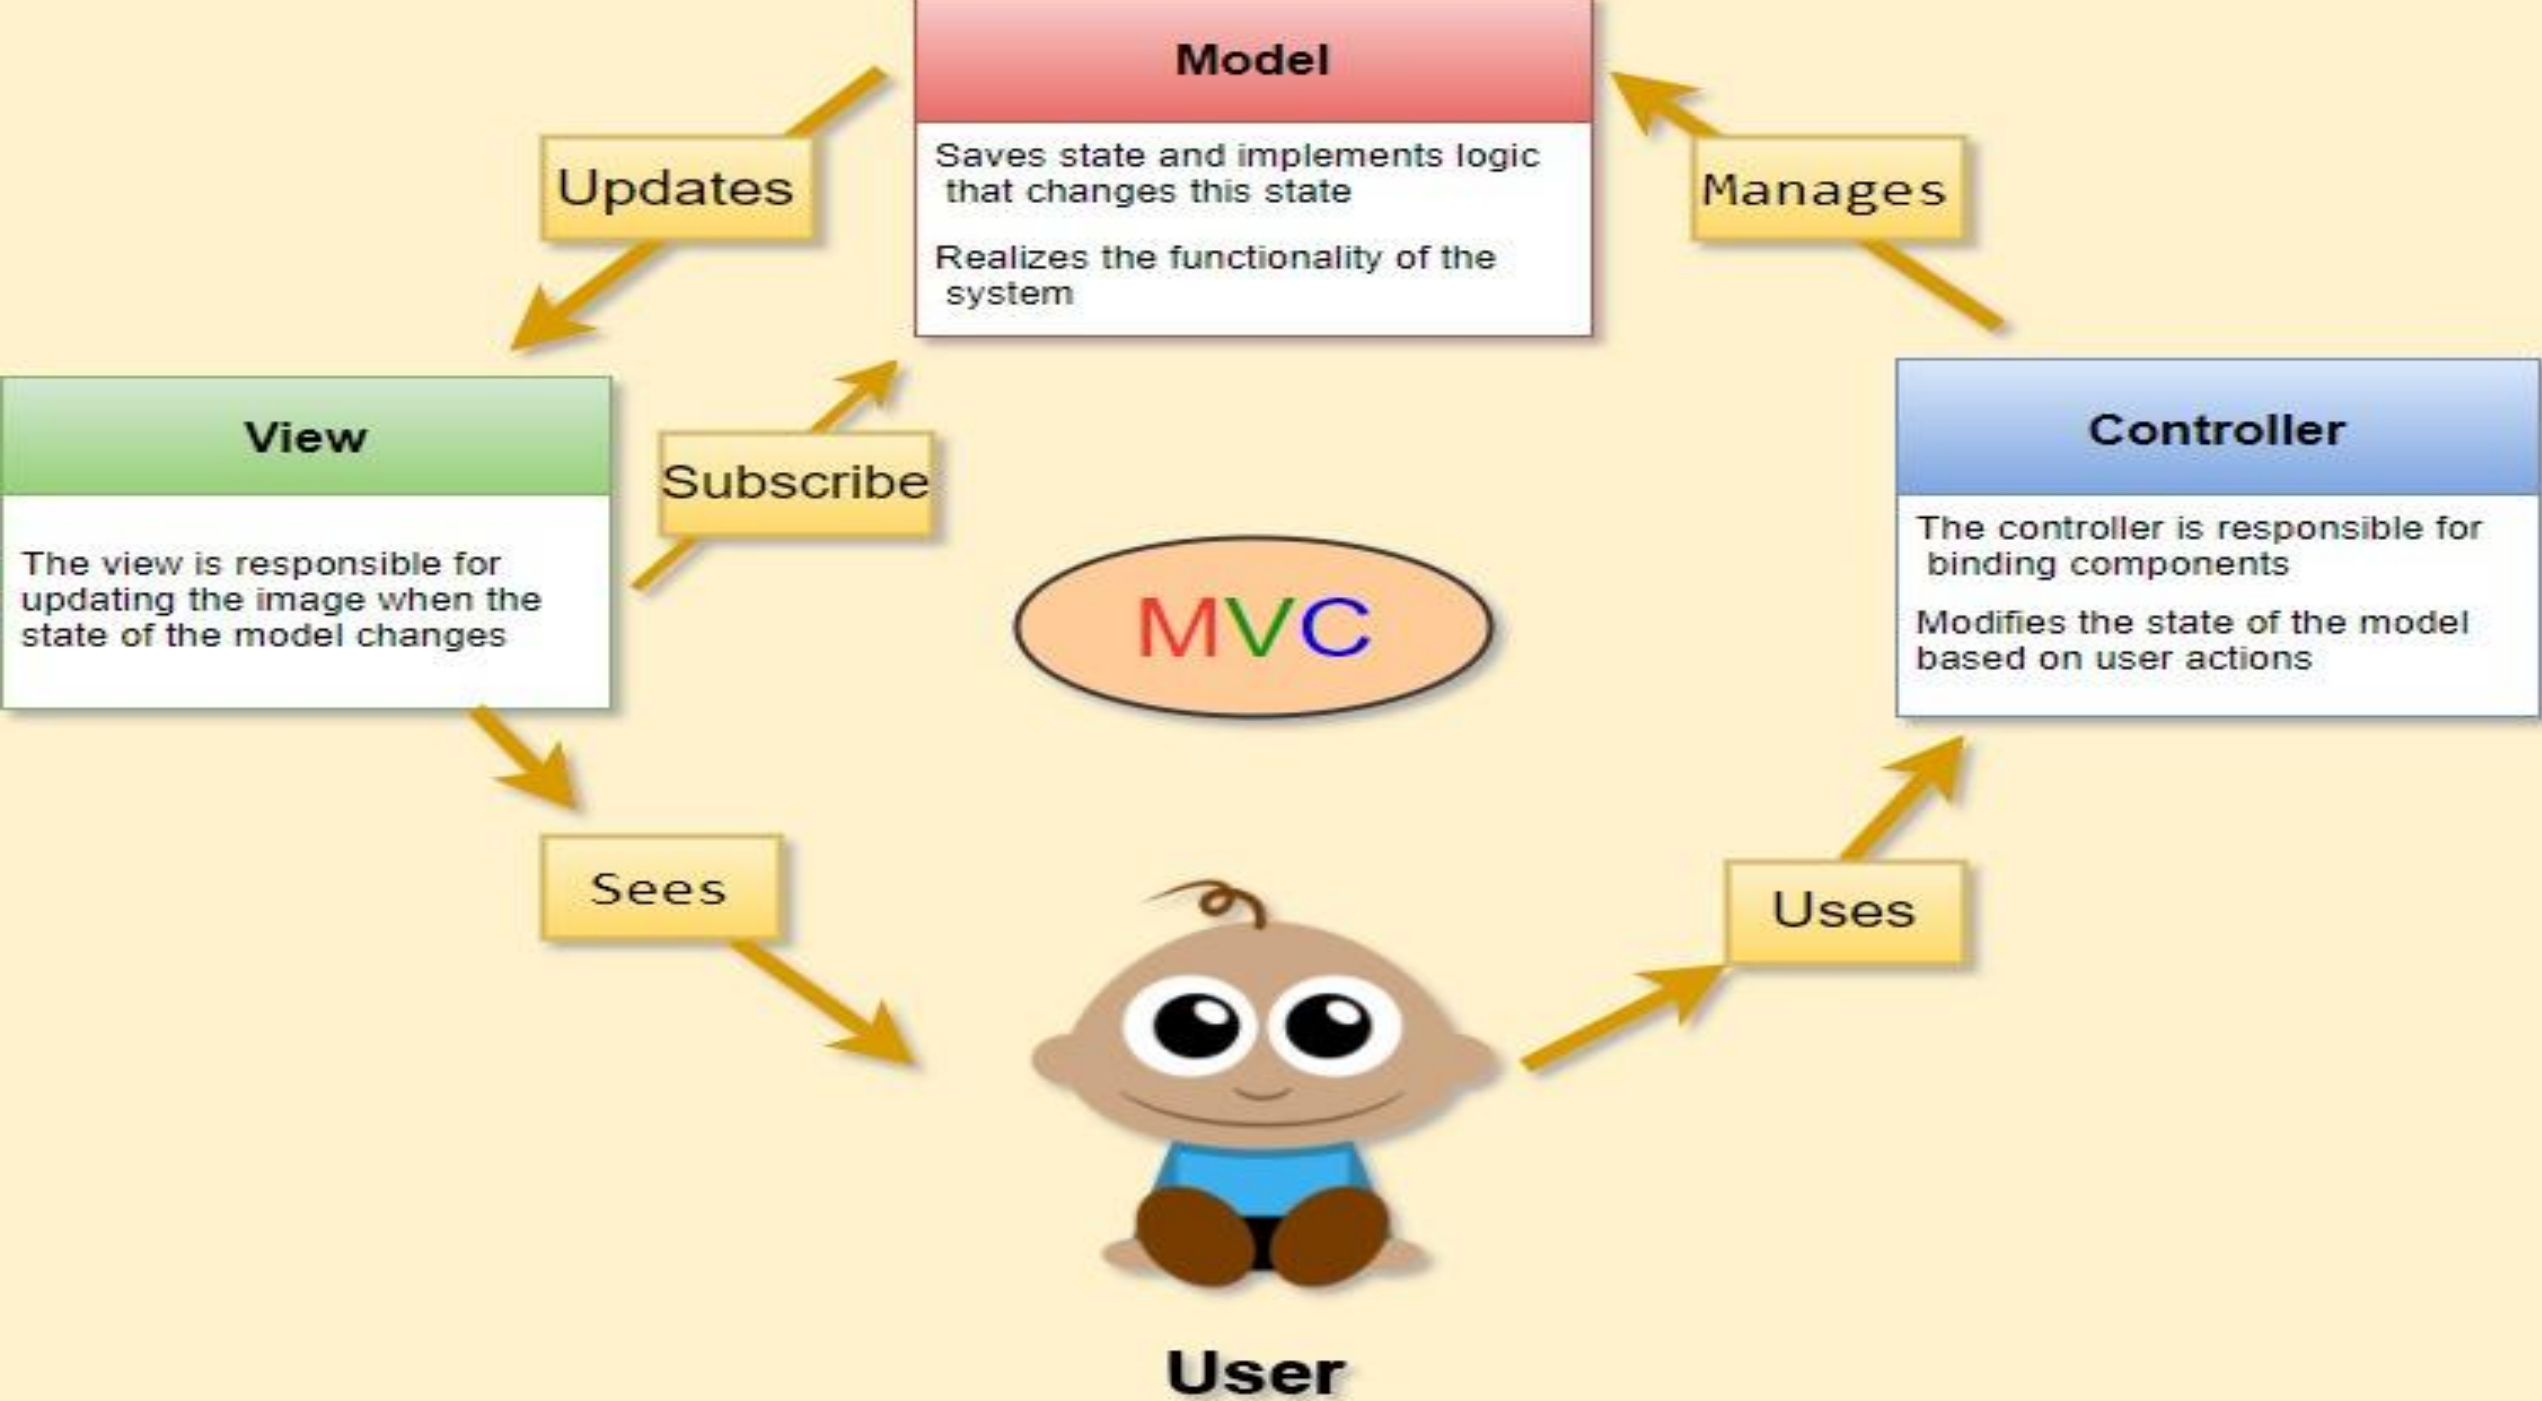 Model
Saves state and implements logic
that changes this state
Realizes the functionality of the
system
Updates
Manages
View
The view is responsible for
updating the image when the
state of the model changes
Subscribe
Controller
The controller is responsible for
binding components
Modifies the state of the model
based on user actions
MVC
Sees
Uses
User